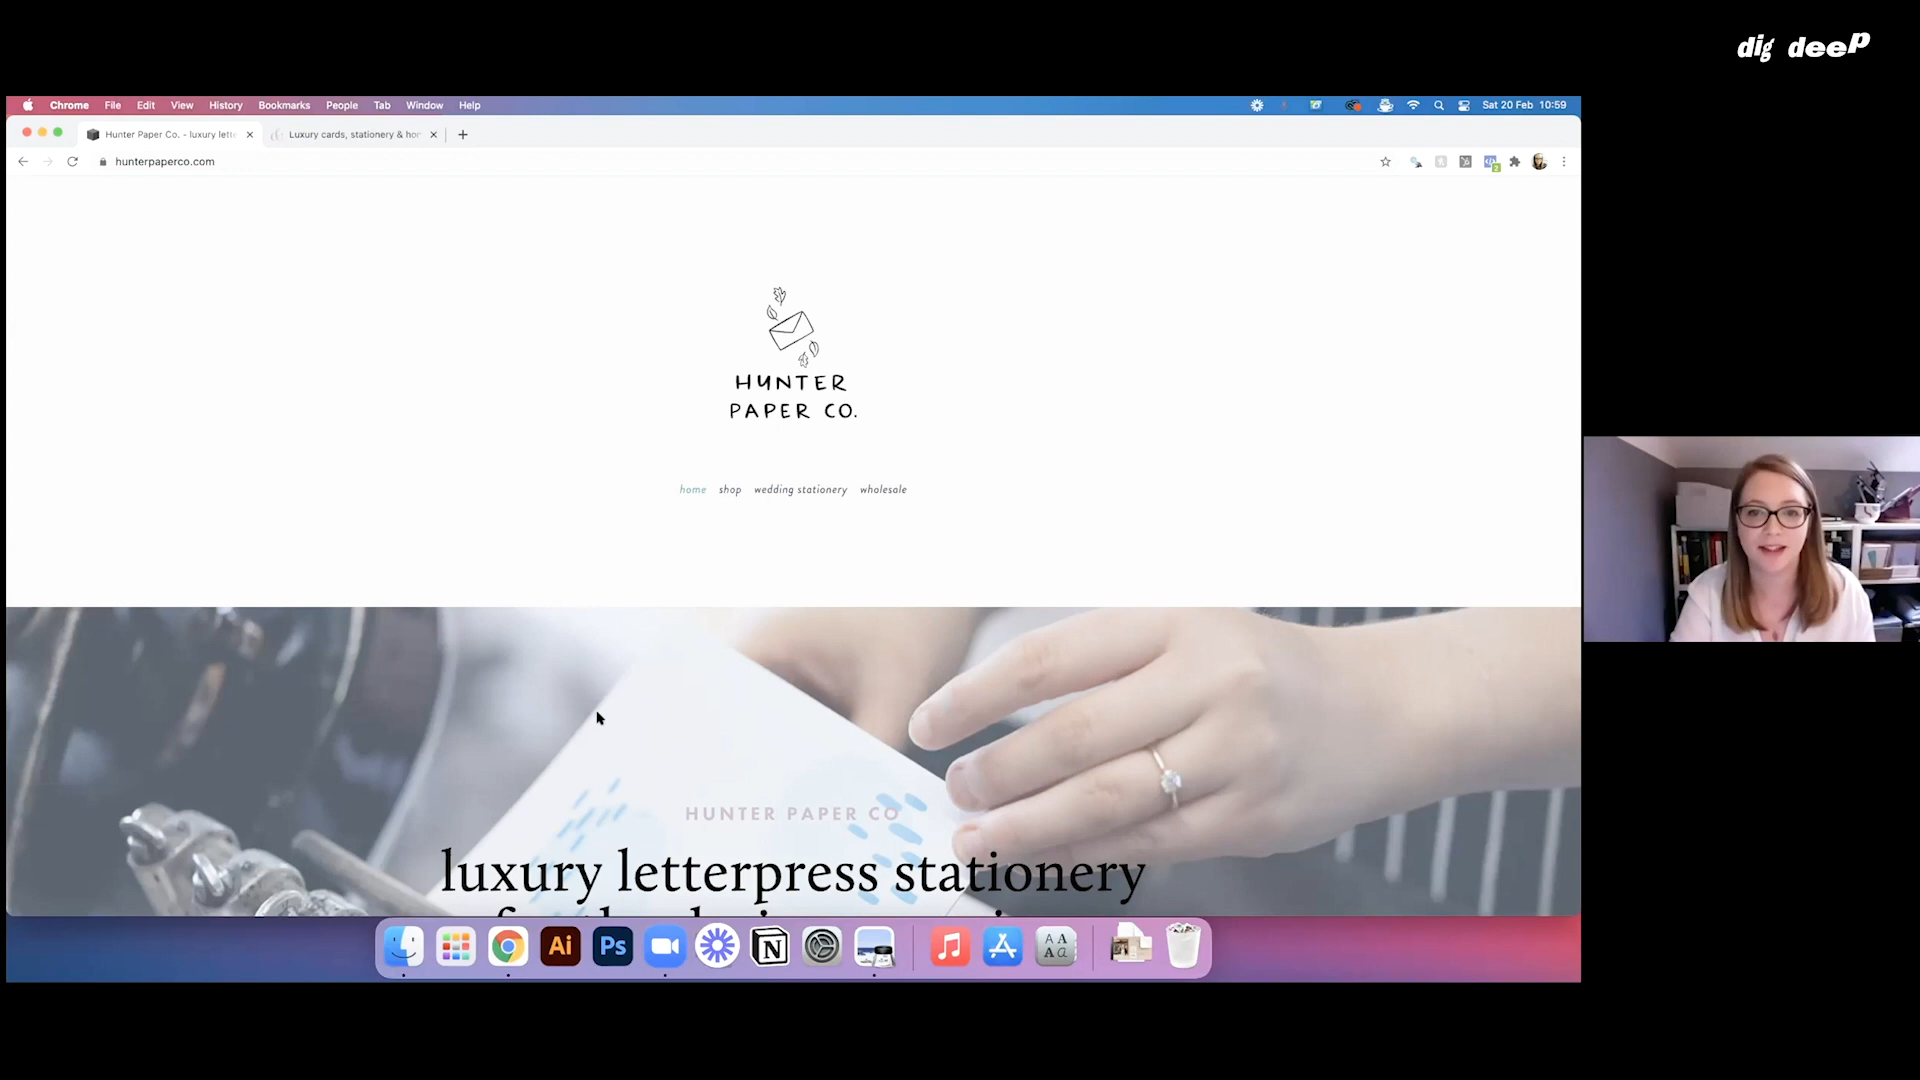 dig deep
Chrome File Edit View History Bookmarks People Tab Window Help Sat 20 Feb 10:59
Hunter Paper Co. - luxury lette Luxury cards, stationery & hor
hunterpaperco.com
HUNTER
PAPER CO.
home shop wedding stationery wholesale
HUNTER PAPER CO
luxury letterpress stationery
Ai Ps